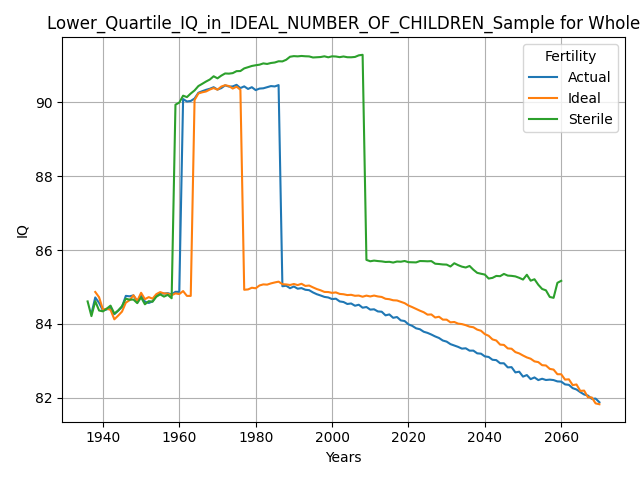 Lower_Quartile_IQ_in_IDEAL_NUMBER_OF_CHILDREN_Sample for Whole
Fertility
Actual
Ideal
Sterile
90
88
86
84
82
IQ
1940
1960
1980
2000
2020
2040
2060
Years